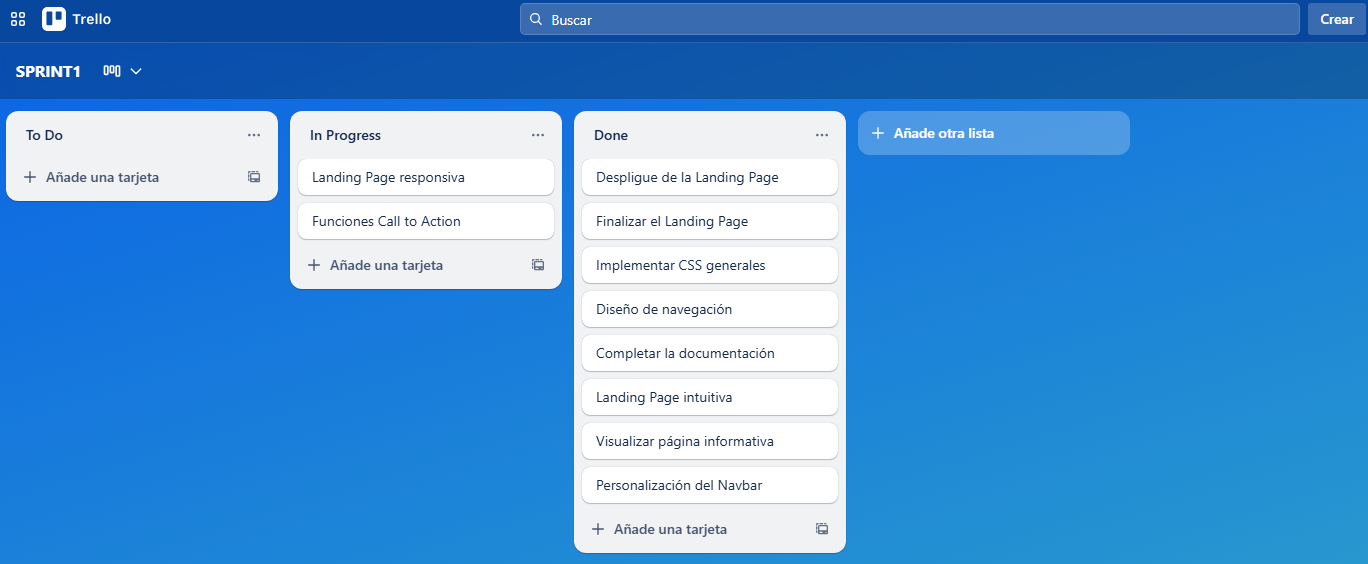 Trello
Buscar
Crear
SPRINT1
To Do
Añade una tarjeta
In Progress
Landing Page responsiva
Funciones Call to Action
Añade una tarjeta
Done
Despligue de la Landing Page
Finalizar el Landing Page
Implementar CSS generales
Diseño de navegación
Completar la documentación
Landing Page intuitiva
Visualizar página informativa
Personalización del Navbar
Añade una tarjeta
Añade otra lista